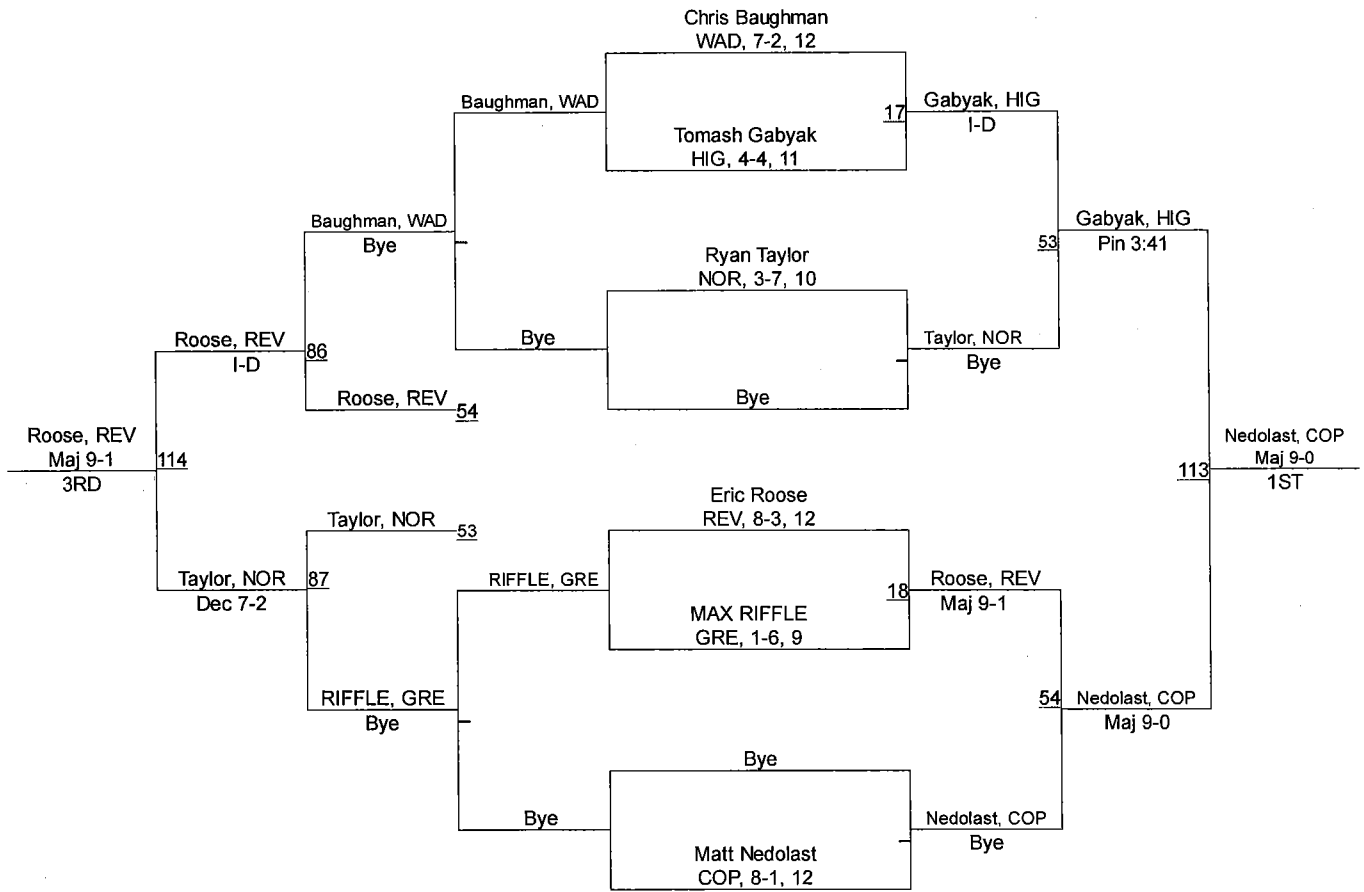 Chris Baughman
WAD, 7-2, 12
Baughman, WAD
17
Gabyak, HIG
I-D
Tomash Gabyak
HIG, 4-4, 11
Baughman, WAD
Bye
Gabyak, HIG
53
Pin 3:41
Ryan Taylor
NOR, 3-7, 10
Roose, REV
I-D
86
Bye
Taylor, NOR
Bye
Roose, REV
54
Bye
Roose, REV
Maj 9-1
3RD
114
113
Nedolast, COP
Maj 9-0
1ST
Eric Roose
REV, 8-3, 12
Taylor, NOR
53
Taylor, NOR
Dec 7-2
87
RIFFLE, GRE
18
Roose, REV
Maj 9-1
MAX RIFFLE
GRE, 1-6, 9
RIFFLE, GRE
Bye
54
Nedolast, COP
Maj 9-0
Bye
Bye
Nedolast, COP
Bye
Matt Nedolast
COP, 8-1, 12